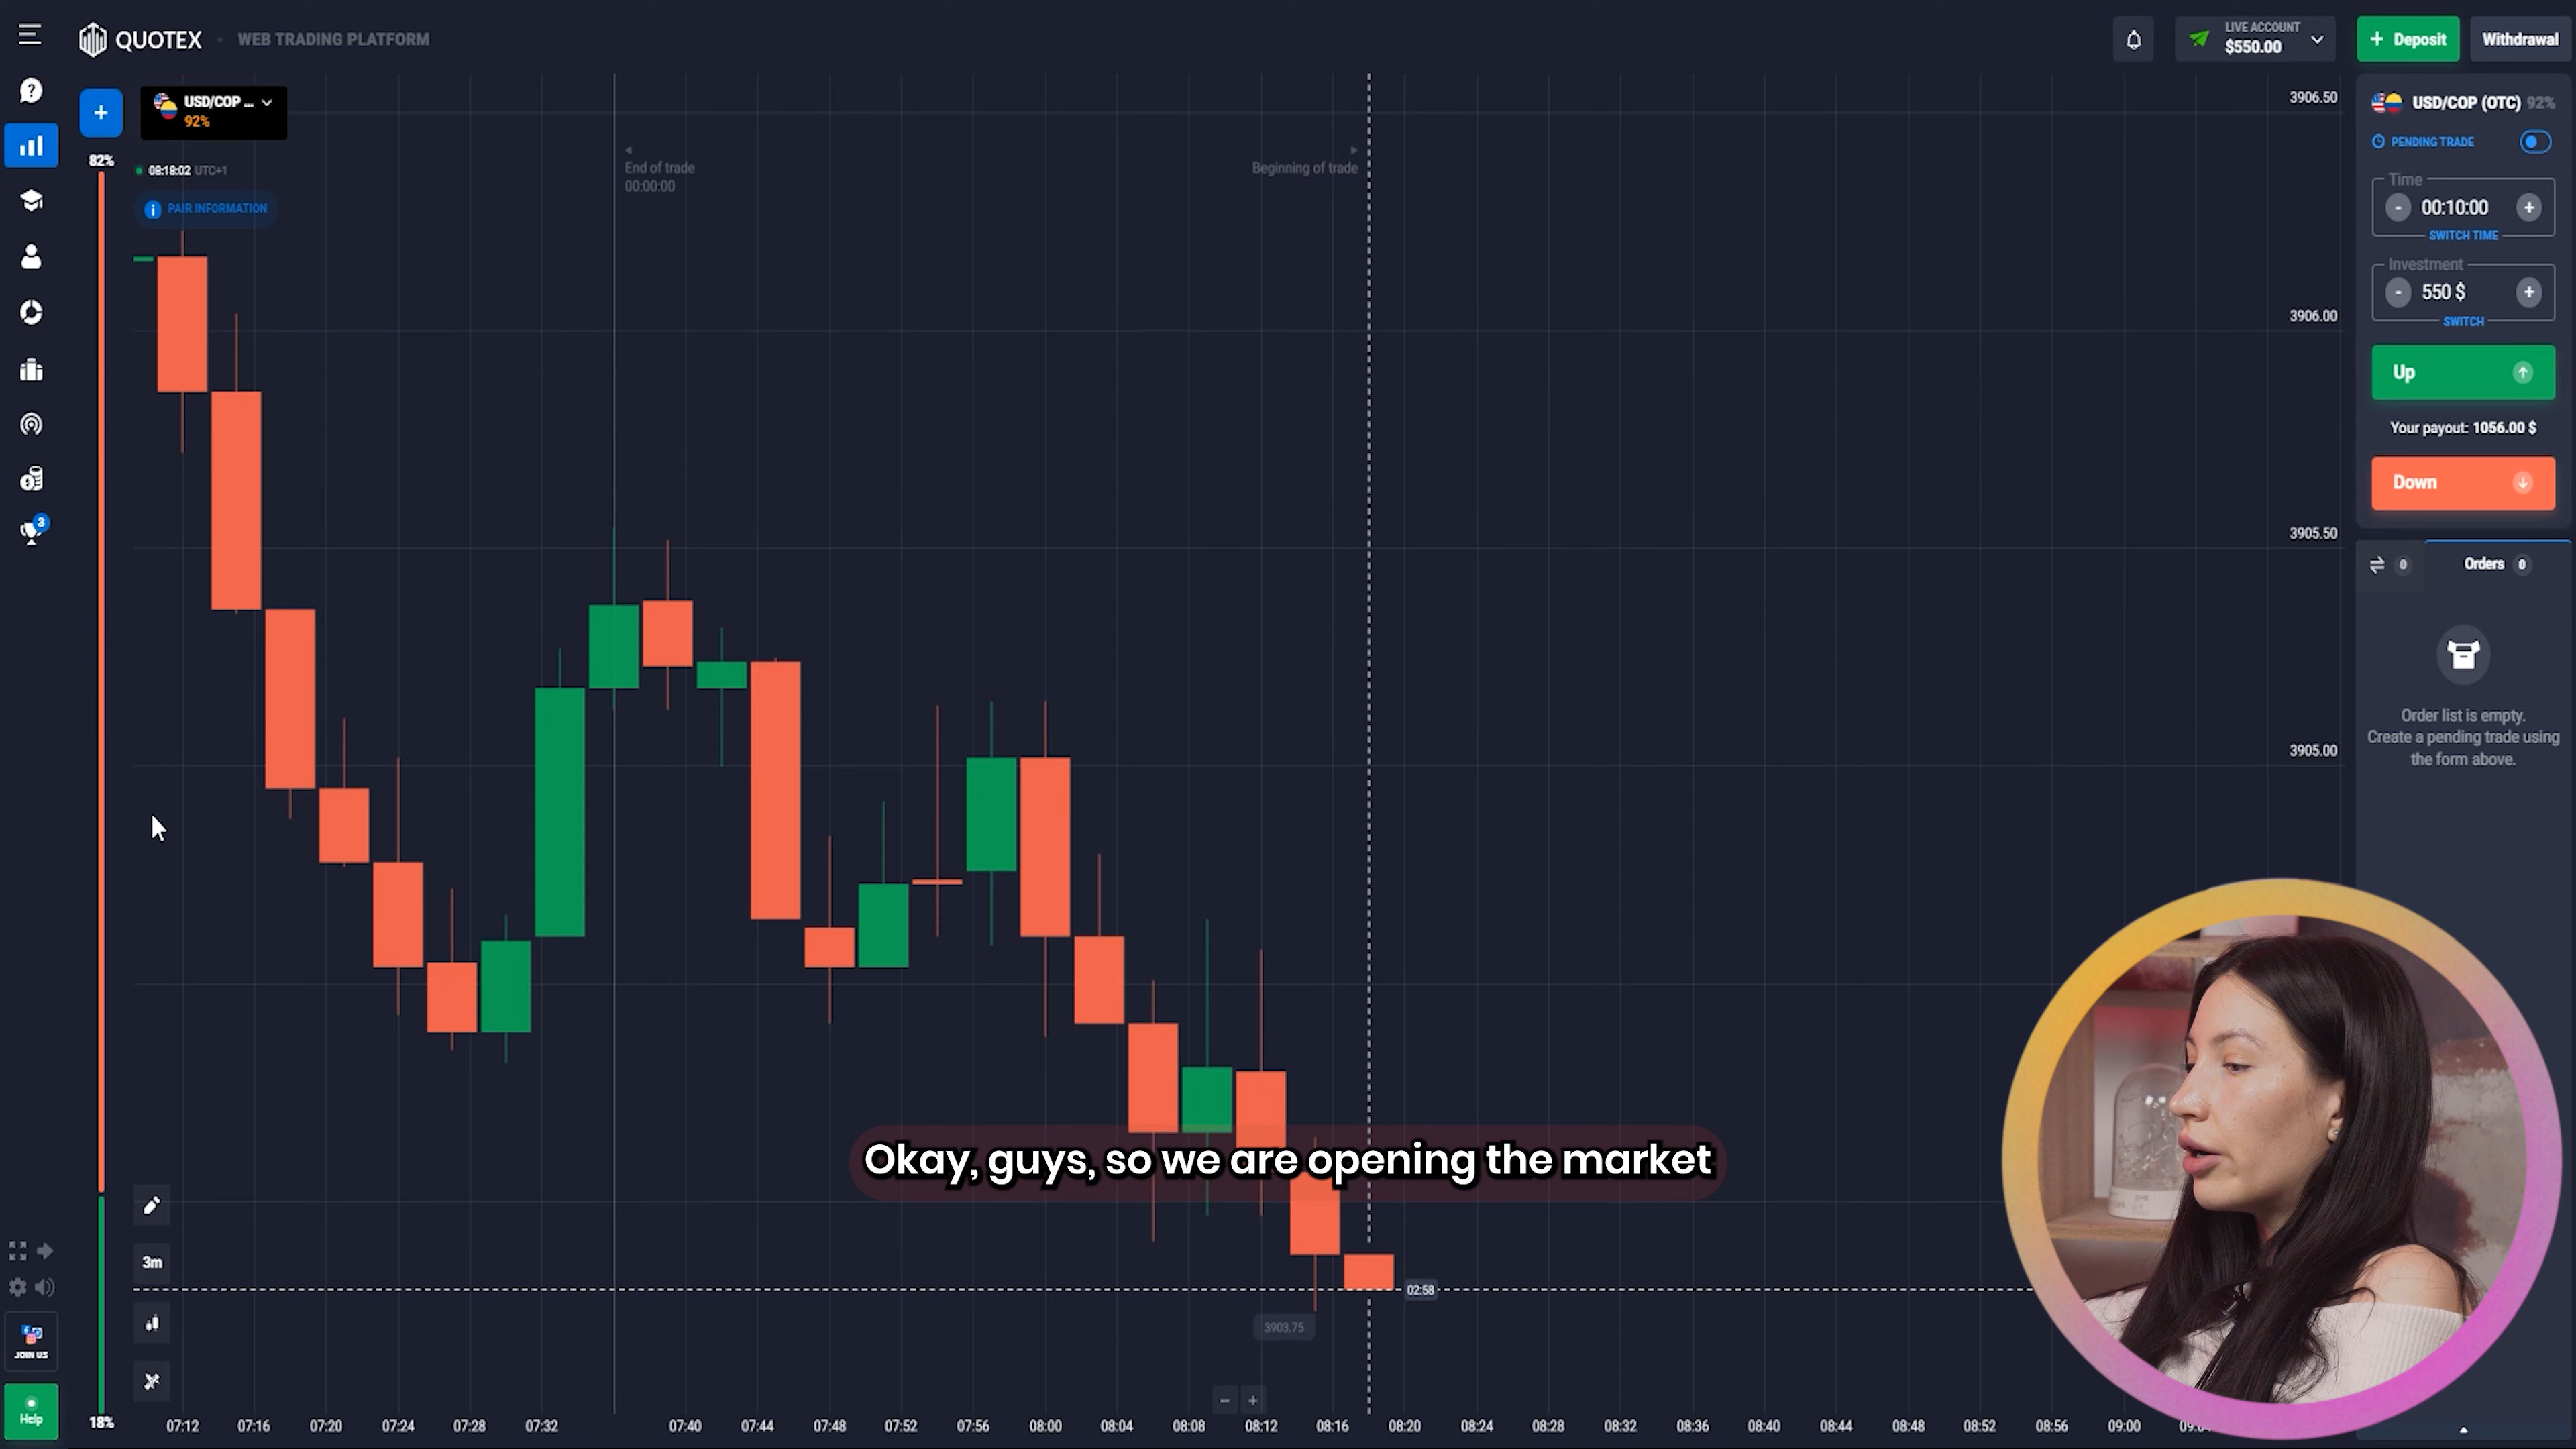 QUOTEX
WEB TRADING PLATFORM
LIVE ACCOUNT
$550.00
+ Deposit
Withdrawal
USD/COP ...
92%
82%
08:18:02 UTC+1
PAIR INFORMATION
End of trade
00:00:00
Beginning of trade
3906.50
3906.00
3905.50
3905.00
USD/COP (OTC) 92%
PENDING TRADE
Time
- 00:10:00 +
SWITCH TIME
Investment
- 550 $ +
SWITCH
Up
Your payout: 1056.00 $
Down
0
Orders 0
Order list is empty.
Create a pending trade using
the form above.
3
Okay, guys, so we are opening the market
3m
02:58
3903.75
JOIN US
Help
18%
- +
07:12 07:16 07:20 07:24 07:28 07:32 07:40 07:44 07:48 07:52 07:56 08:00 08:04 08:08 08:12 08:16 08:20 08:24 08:28 08:32 08:36 08:40 08:44 08:48 08:52 08:56 09:00